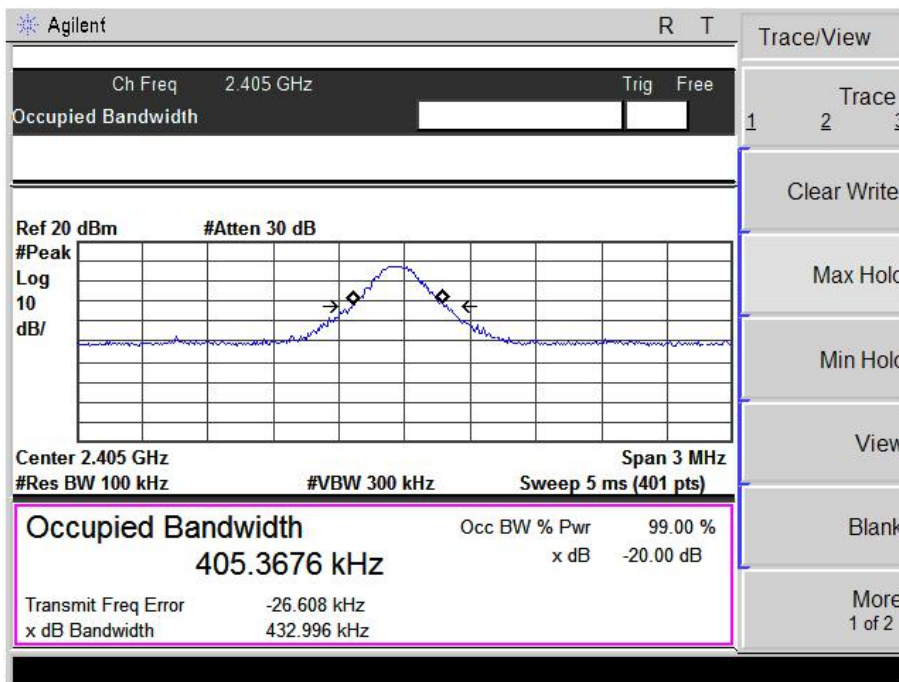 Agilent
R T
Trace/View
Ch Freq 2.405 GHz Trig Free
Occupied Bandwidth
Trace
1 2 3
Clear Write
Max Hold
Min Hold
View
Blank
More
1 of 2
Ref 20 dBm #Atten 30 dB
#Peak
Log
10
dB/
Center 2.405 GHz Span 3 MHz
#Res BW 100 kHz #VBW 300 kHz Sweep 5 ms (401 pts)
Occupied Bandwidth
405.3676 kHz
Occ BW % Pwr 99.00 %
x dB -20.00 dB
Transmit Freq Error -26.608 kHz
x dB Bandwidth 432.996 kHz